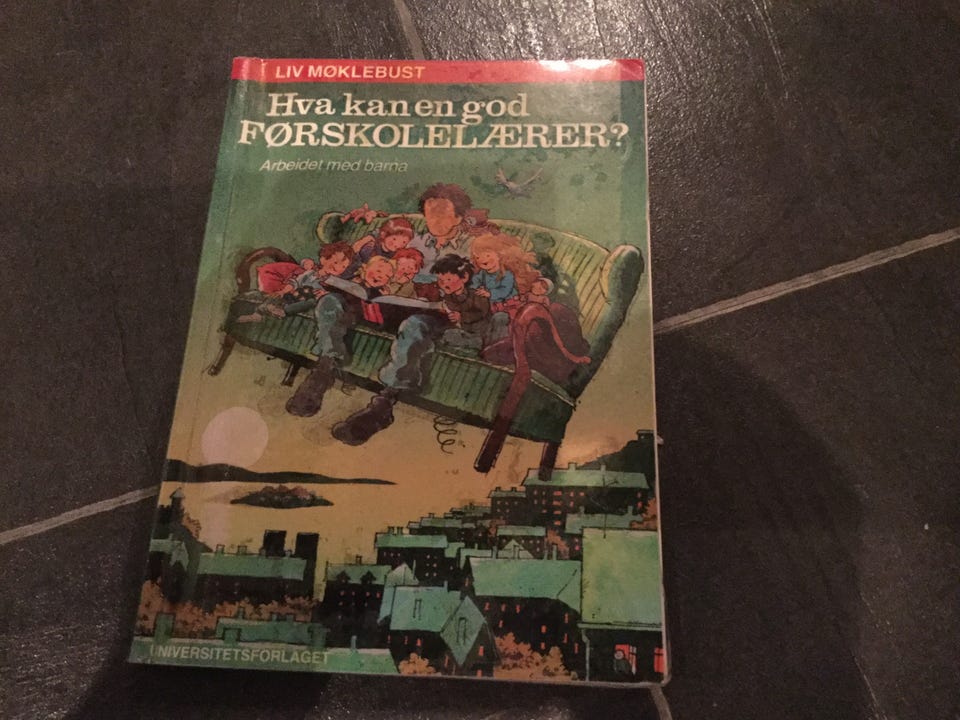 LIV MØKLEBUST
Hva kan en god
FØRSKOLELÆRER?
Arbeidet med barna
UNIVERSITETSFORLAGET